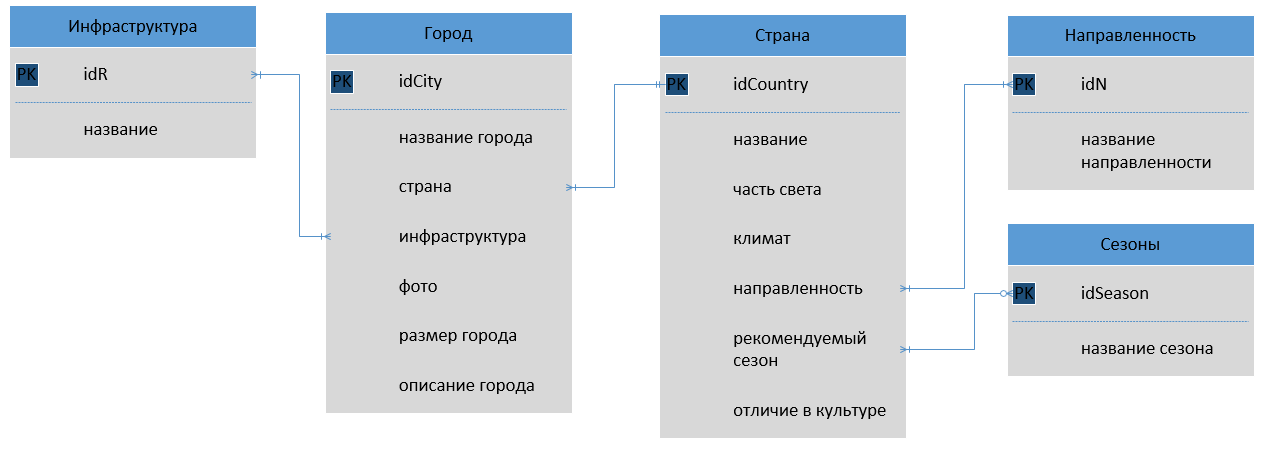 Инфраструктура
PK idR
название
Город
PK idCity
название города
страна
инфраструктура
фото
размер города
описание города
Страна
PK idCountry
название
часть света
климат
направленность
рекомендуемый
сезон
отличие в культуре
Направленность
PK idN
название
направленности
Сезоны
PK idSeason
название сезона